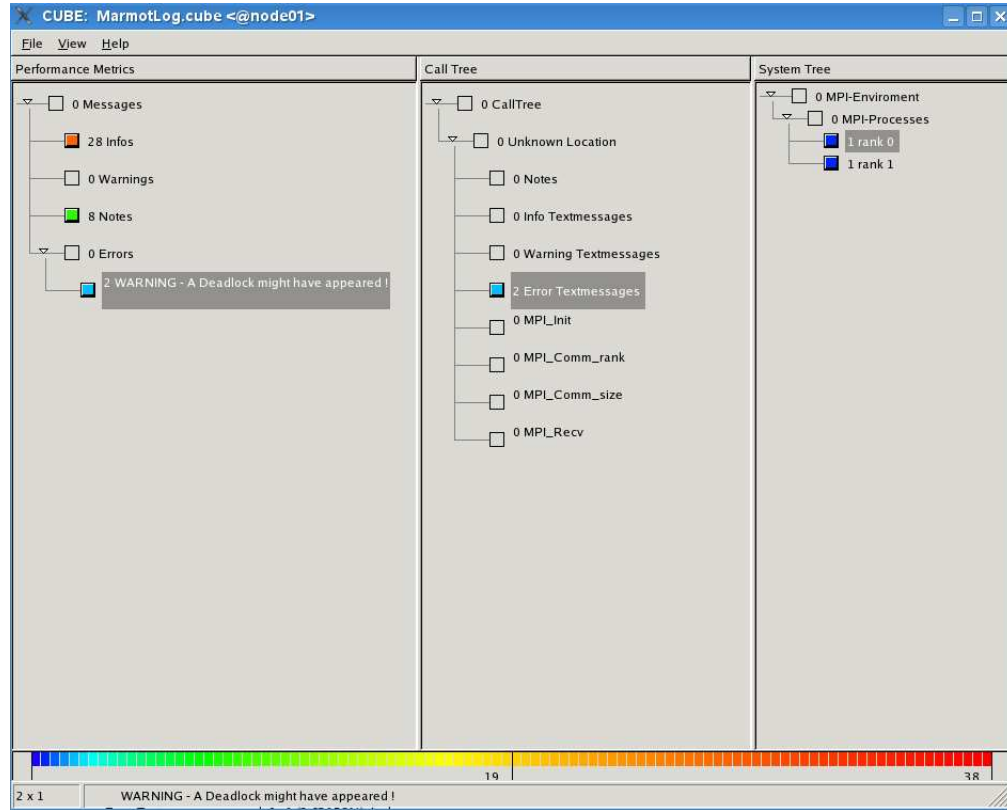 CUBE: MarmotLog.cube <@node01>
File View Help
Performance Metrics
0 Messages
28 Infos
0 Warnings
8 Notes
0 Errors
2 WARNING - A Deadlock might have appeared !
Call Tree
0 CallTree
0 Unknown Location
0 Notes
0 Info Textmessages
0 Warning Textmessages
2 Error Textmessages
0 MPI_Init
0 MPI_Comm_rank
0 MPI_Comm_size
0 MPI_Recv
System Tree
0 MPI-Enviroment
0 MPI-Processes
1 rank 0
1 rank 1
19 38
2 x 1 WARNING - A Deadlock might have appeared !